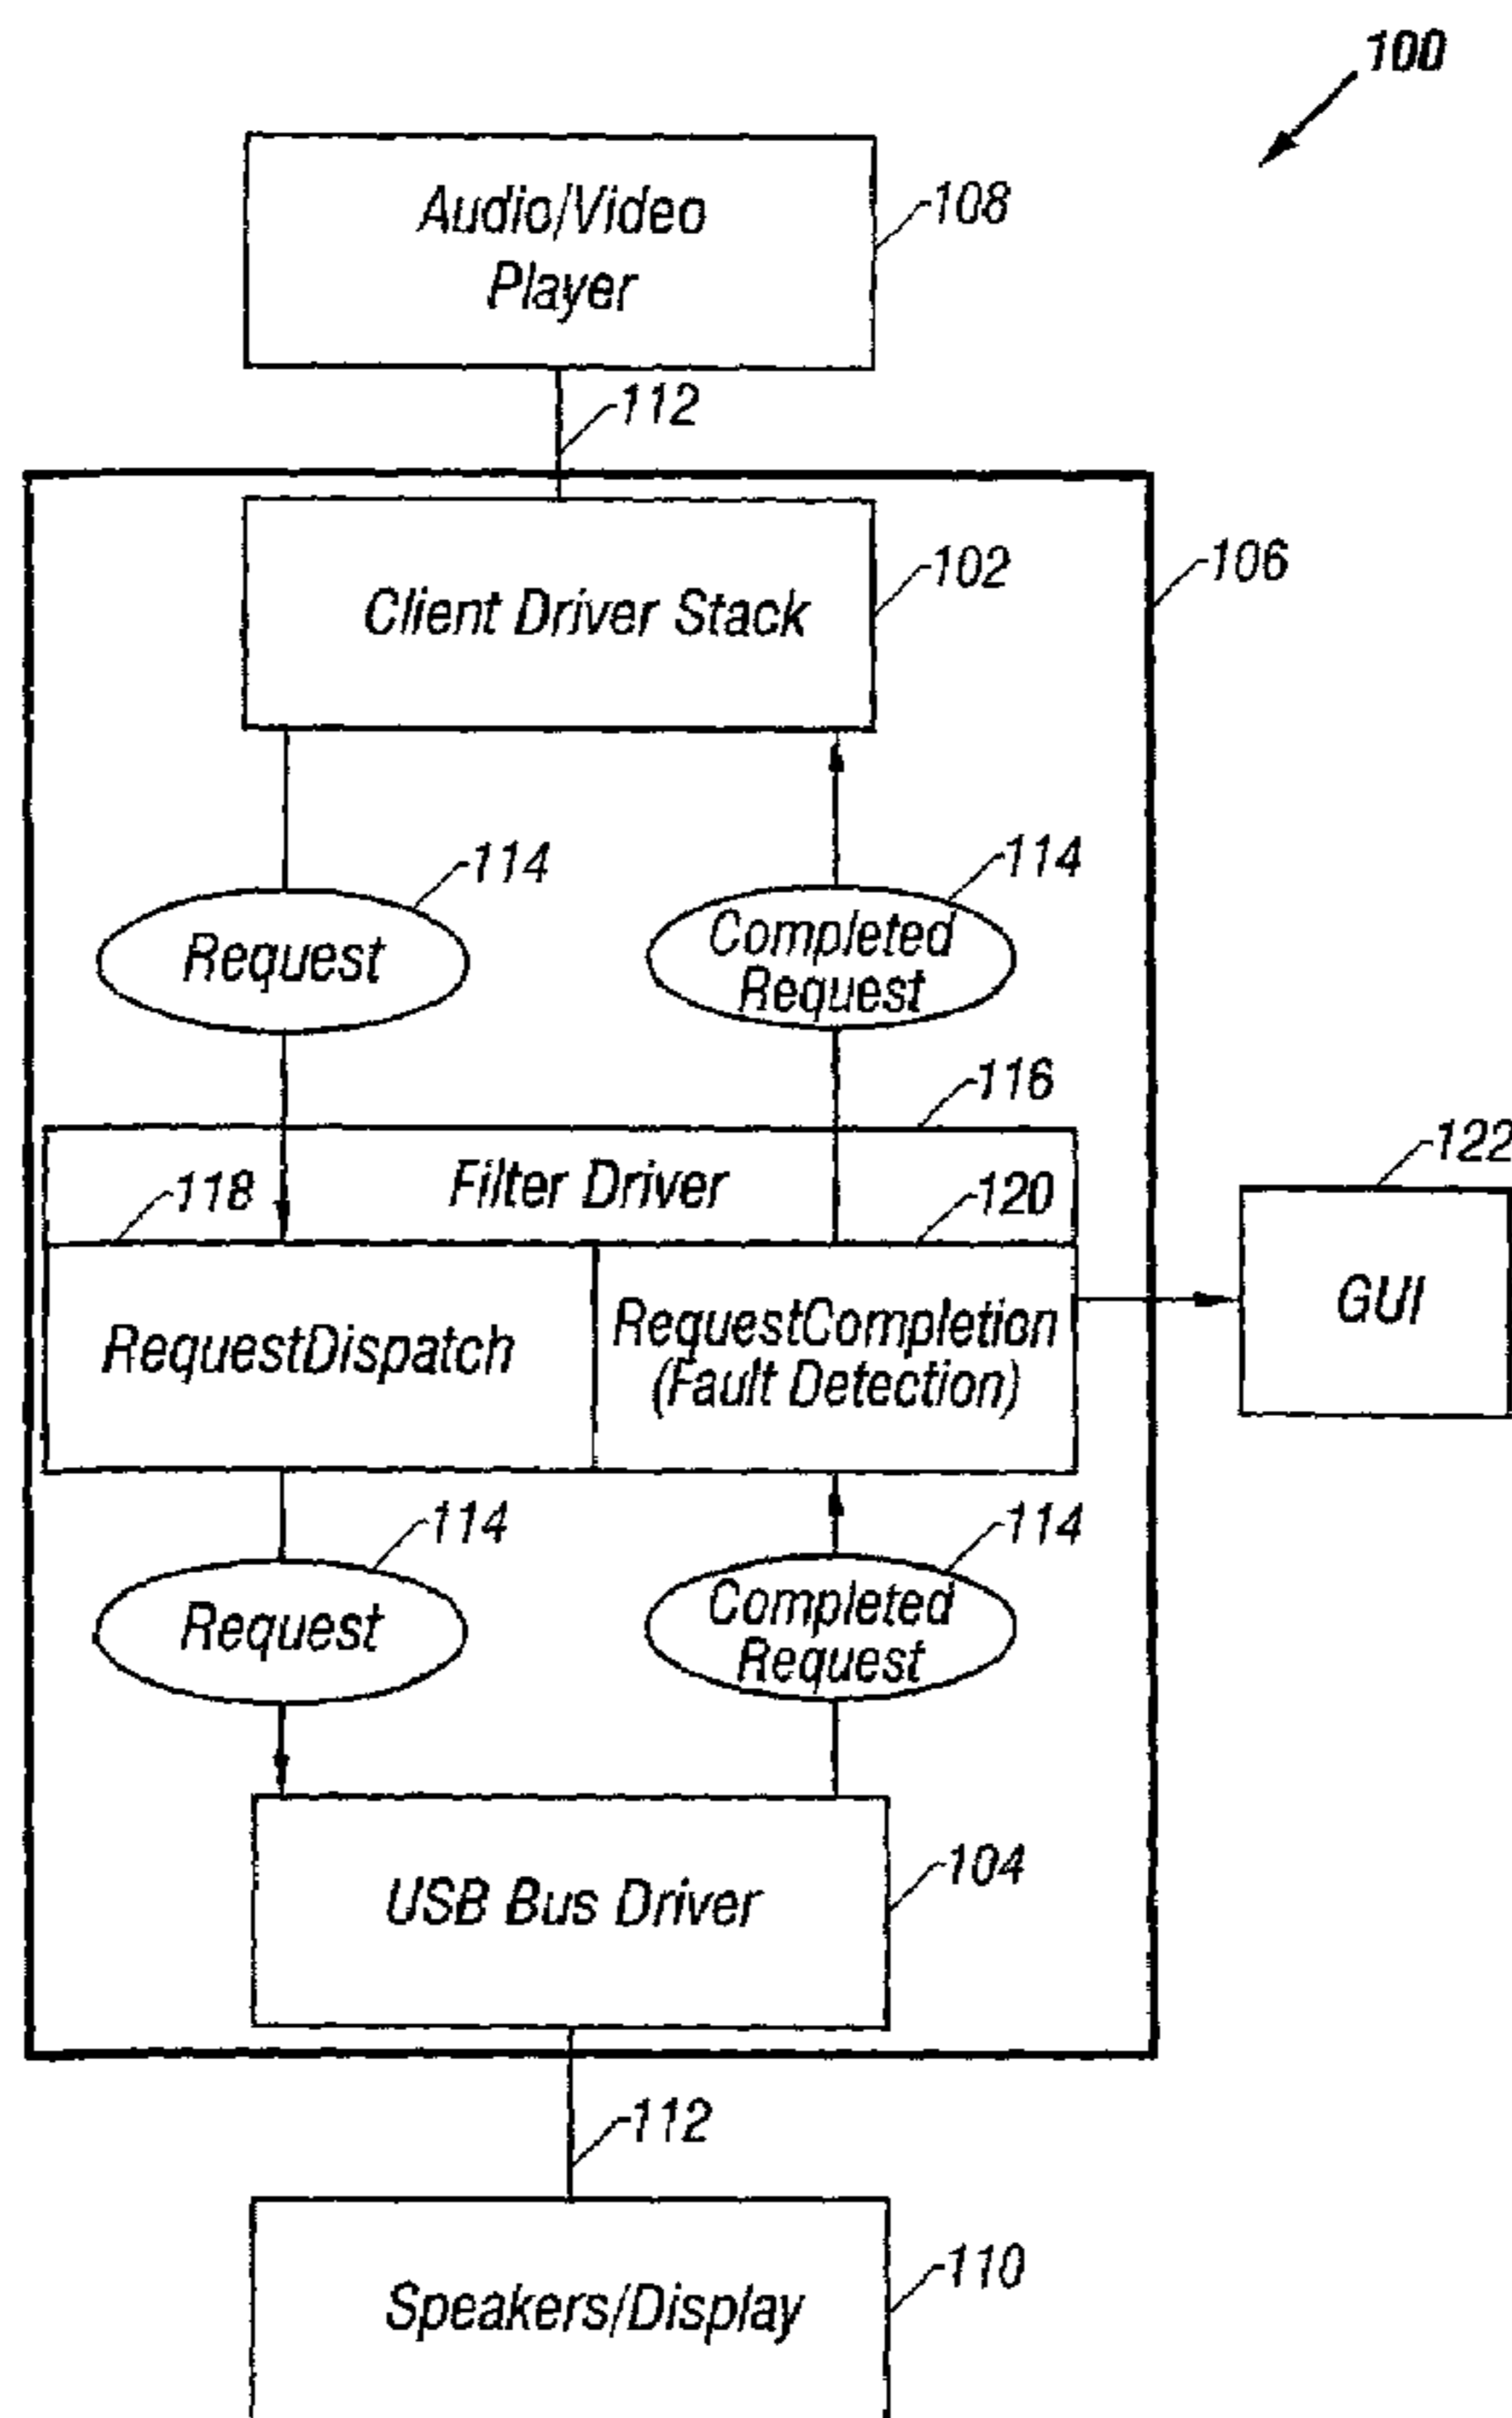 100
Audio/Video
Player
108
112
Client Driver Stack
102
106
114
114
Request
Completed
Request
116
Filter Driver
118
120
122
RequestDispatch
RequestCompletion
(Fault Detection)
GUI
114
114
Request
Completed
Request
USB Bus Driver
104
112
Speakers/Display
110